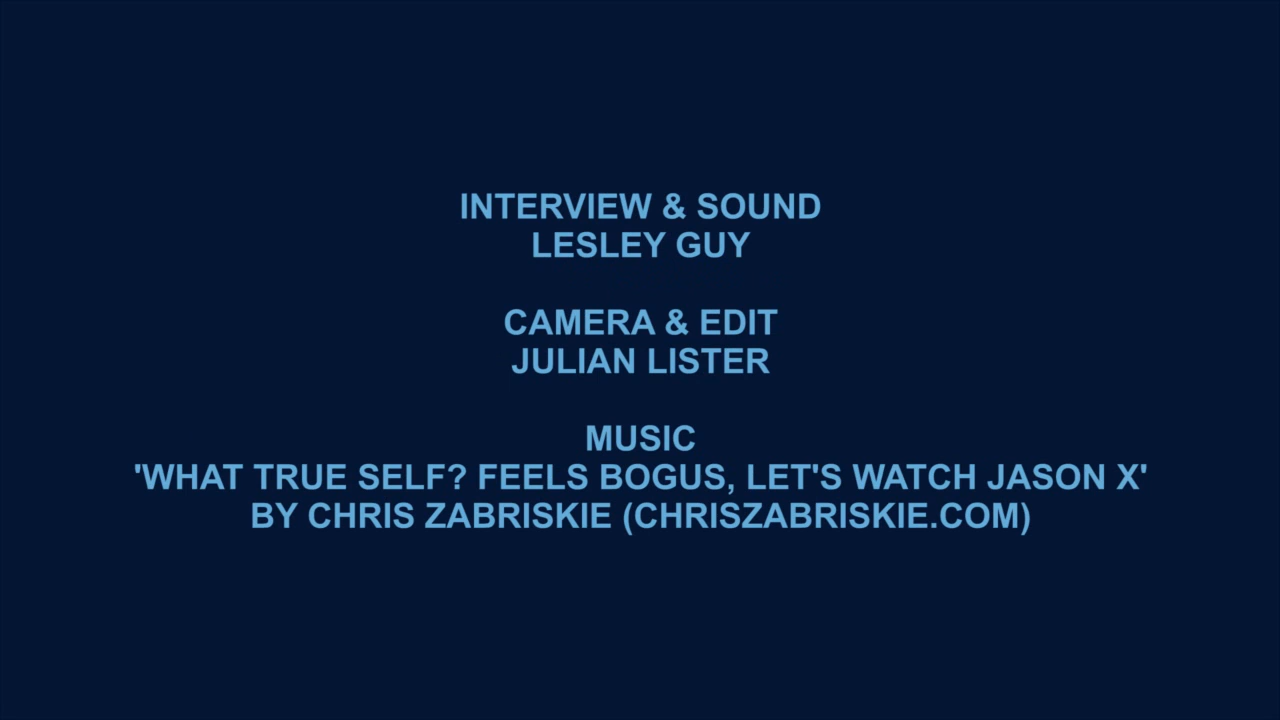 INTERVIEW & SOUND
LESLEY GUY
CAMERA & EDIT
JULIAN LISTER
MUSIC
'WHAT TRUE SELF? FEELS BOGUS, LET'S WATCH JASON X'
BY CHRIS ZABRISKIE (CHRISZABRISKIE.COM)